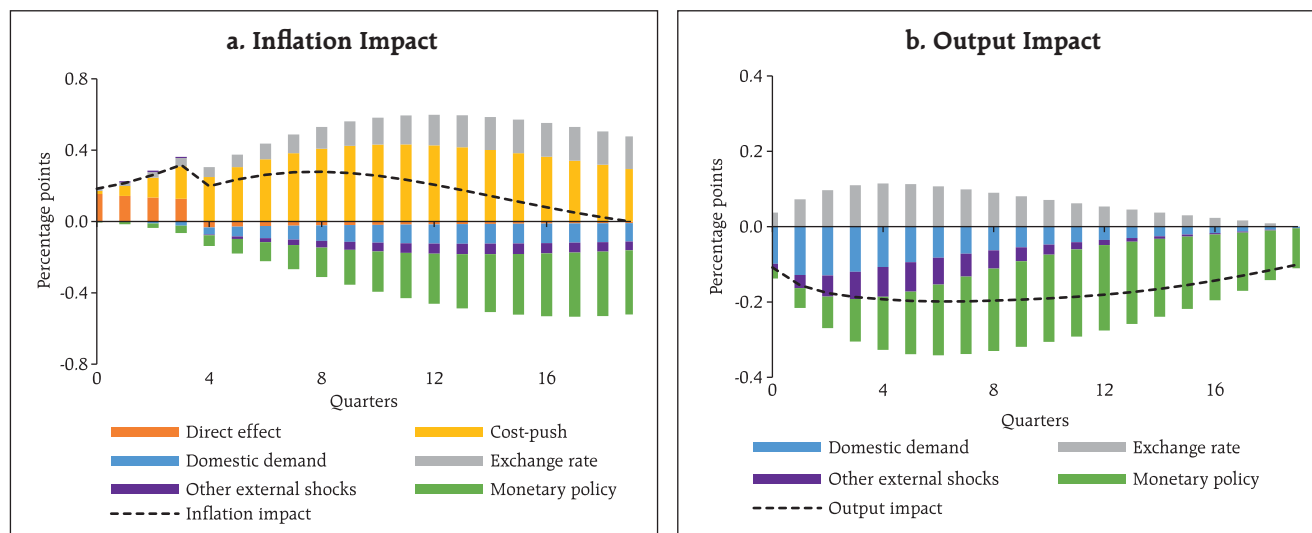 a. Inflation Impact
Percentage points
0.8
0.4
0.0
-0.4
-0.8
0 4 8 12 16
Quarters
Direct effect
Cost-push
Domestic demand
Exchange rate
Other external shocks
Monetary policy
Inflation impact
b. Output Impact
Percentage points
0.4
0.2
0.0
-0.2
-0.4
0 4 8 12 16
Quarters
Domestic demand
Exchange rate
Other external shocks
Monetary policy
Output impact